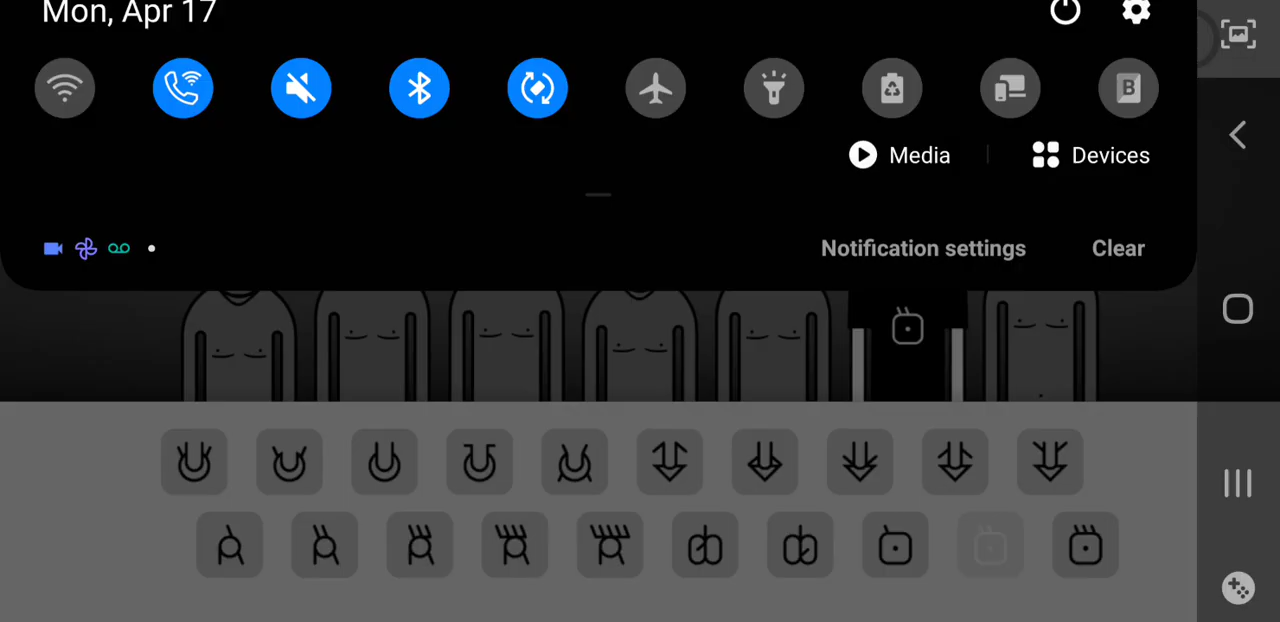 Mon, Apr 17
B
Media
Devices
Notification settings
Clear